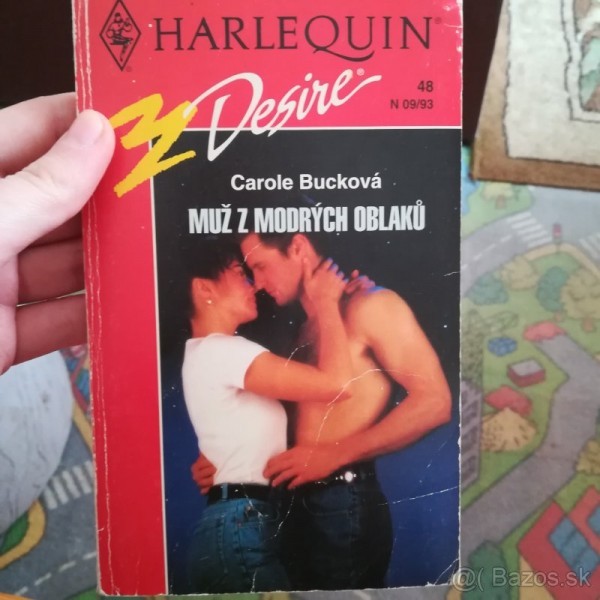 HARLEQUIN®
Desire®
48
N 09/93
Carole Bucková
MUŽ Z MODRÝCH OBLAKŮ
@( Bazos.sk